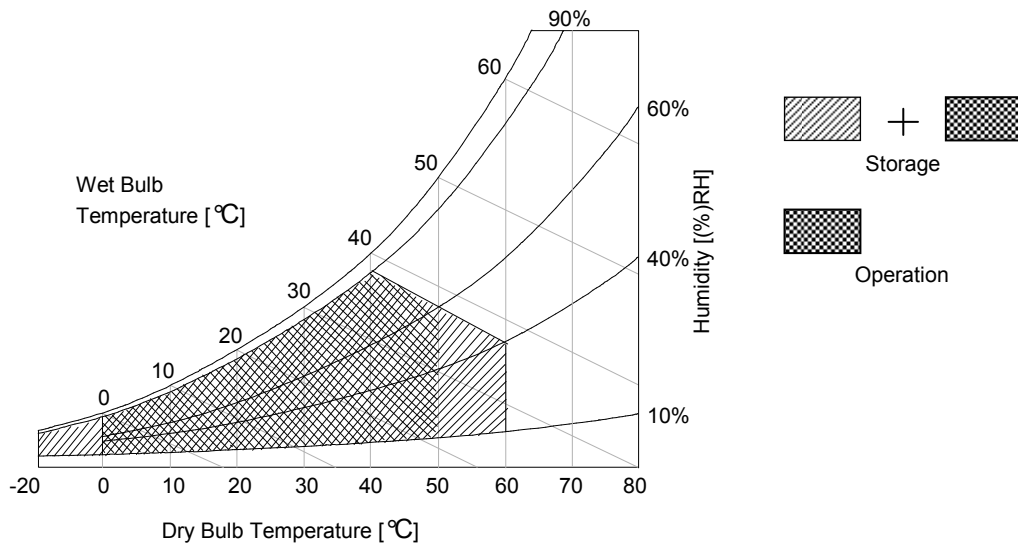 90%
60
60%
50
Wet Bulb
Temperature [℃]
40
40%
30
20
10
0
10%
Humidity [(%)RH]
-20 0 10 20 30 40 50 60 70 80
Dry Bulb Temperature [℃]
+
Storage
Operation